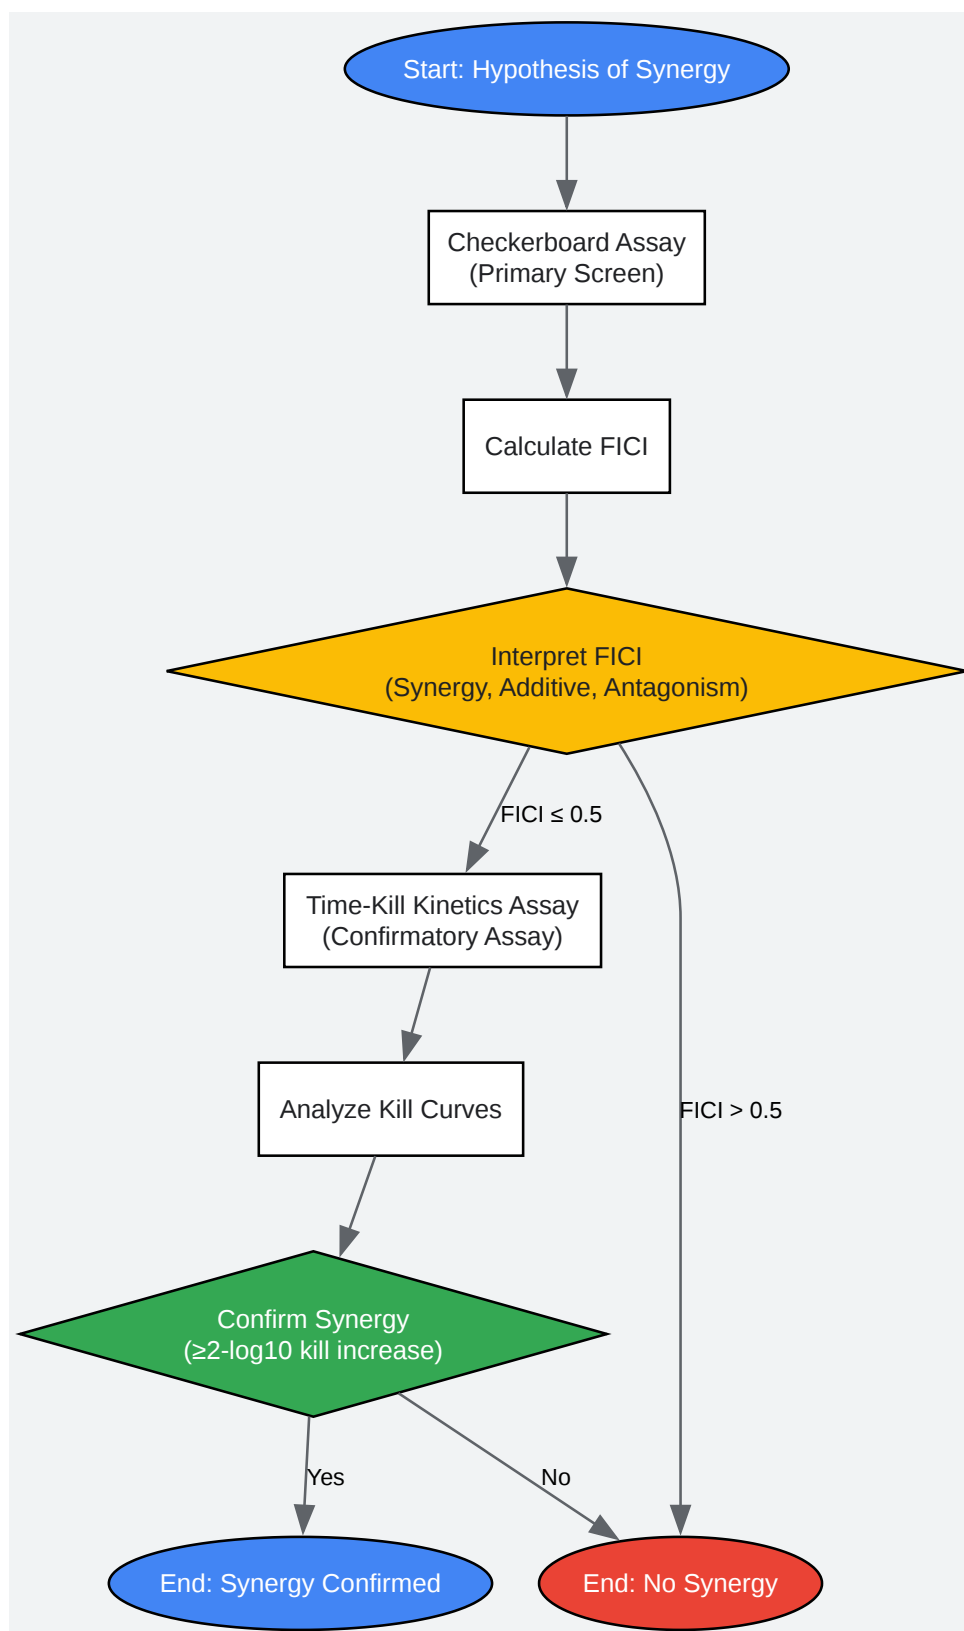 Start: Hypothesis of Synergy
Checkerboard Assay
(Primary Screen)
Calculate FICI
Interpret FICI
(Synergy, Additive, Antagonism)
FICI ≤ 0.5
Time-Kill Kinetics Assay
(Confirmatory Assay)
Analyze Kill Curves
FICI > 0.5
Confirm Synergy
(≥2-log10 kill increase)
Yes
No
End: Synergy Confirmed
End: No Synergy